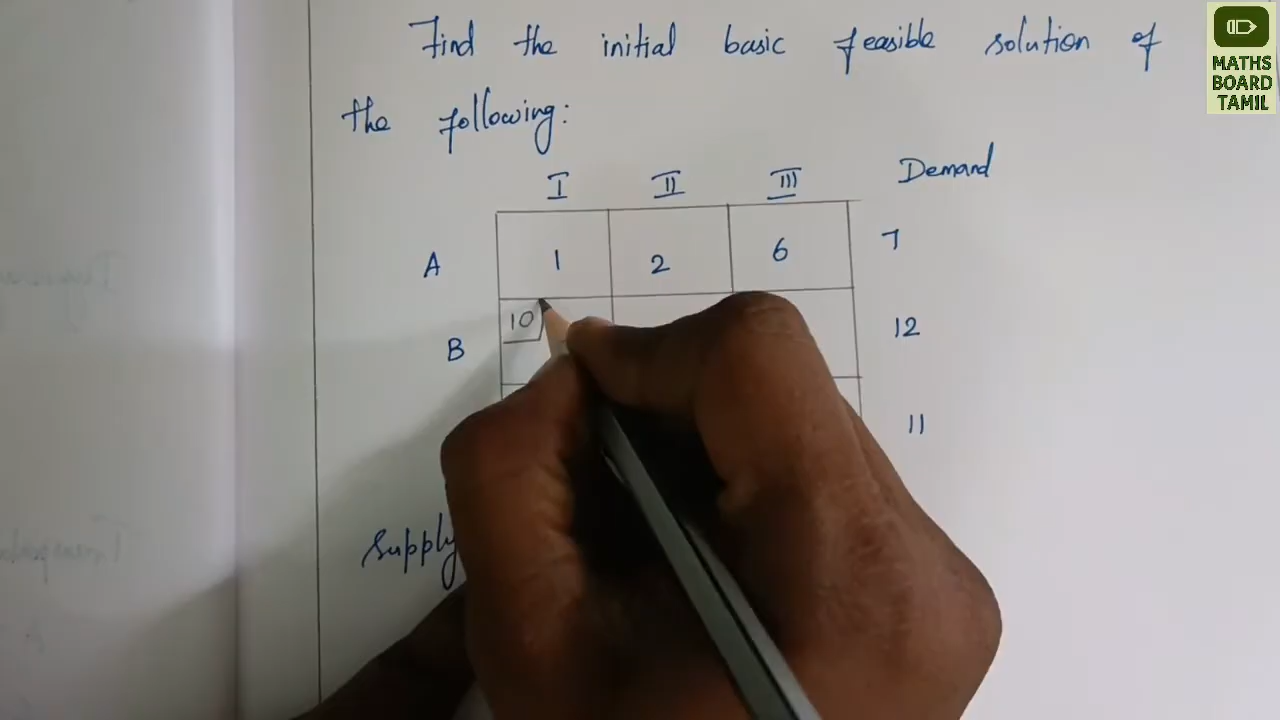 Find the initial basic feasible solution of
the following:
I II III Demand
A 1 2 6 7
10
B 12
11
Supply
MATHS
BOARD
TAMIL